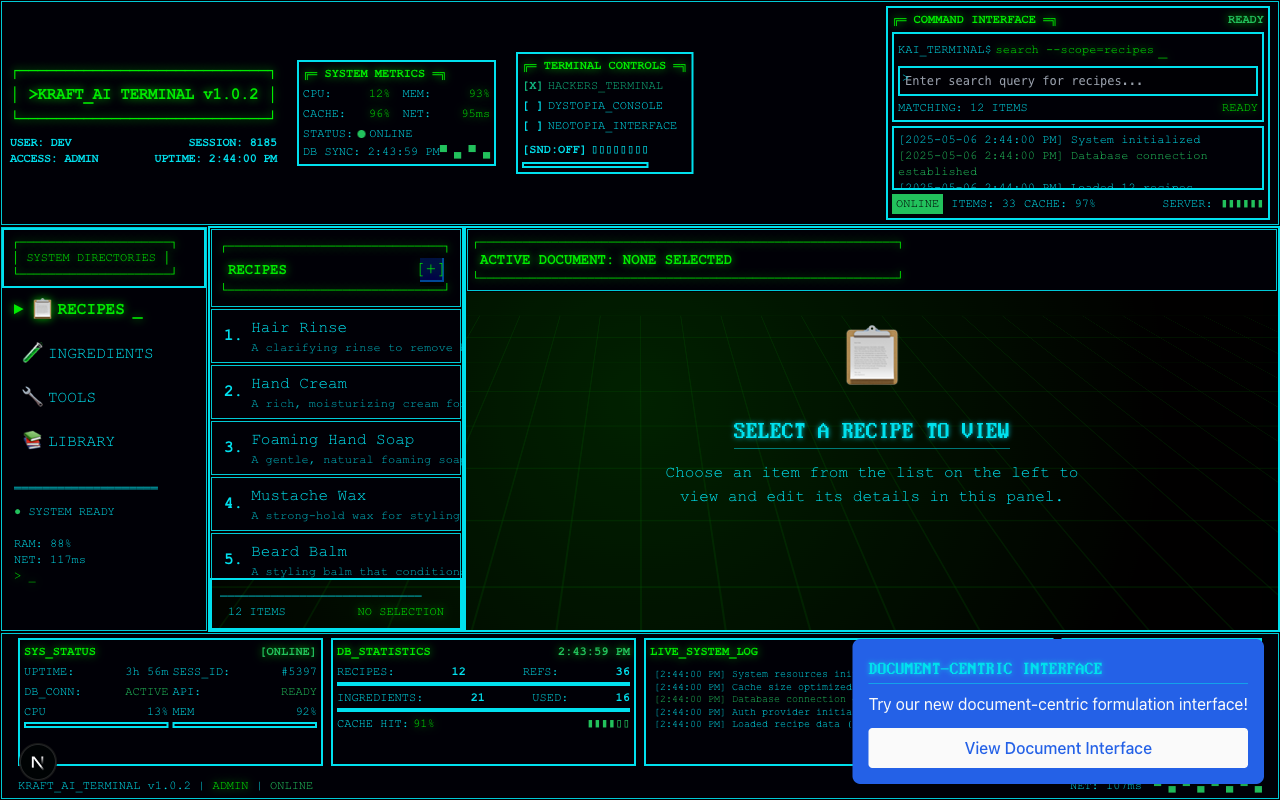 >KRAFT_AI TERMINAL v1.0.2
USER: DEV SESSION: 8185
ACCESS: ADMIN UPTIME: 2:44:00 PM
SYSTEM METRICS
CPU: 12% MEM: 93%
CACHE: 96% NET: 95ms
STATUS: ONLINE
DB SYNC: 2:43:59 PM
TERMINAL CONTROLS
[X] HACKERS_TERMINAL
[ ] DYSTOPIA_CONSOLE
[ ] NEOTOPIA_INTERFACE
[SND:OFF] ▯▯▯▯▯▯▯▯
COMMAND INTERFACE READY
KAI_TERMINAL$ search --scope=recipes _
Enter search query for recipes...
MATCHING: 12 ITEMS READY
[2025-05-06 2:44:00 PM] System initialized
[2025-05-06 2:44:00 PM] Database connection
established
[2025-05-06 2:44:00 PM] Loaded 12 recipes
ONLINE ITEMS: 33 CACHE: 97% SERVER: ▮▮▮▮▮▮
SYSTEM DIRECTORIES
► RECIPES _
INGREDIENTS
TOOLS
LIBRARY
● SYSTEM READY
RAM: 88%
NET: 117ms
> _
RECIPES [+]
1. Hair Rinse
A clarifying rinse to remove
2. Hand Cream
A rich, moisturizing cream fo
3. Foaming Hand Soap
A gentle, natural foaming soa
4. Mustache Wax
A strong-hold wax for styling
5. Beard Balm
A styling balm that condition
12 ITEMS NO SELECTION
ACTIVE DOCUMENT: NONE SELECTED
SELECT A RECIPE TO VIEW
Choose an item from the list on the left to
view and edit its details in this panel.
SYS_STATUS [ONLINE]
UPTIME: 3h 56m SESS_ID: #5397
DB_CONN: ACTIVE API: READY
CPU 13% MEM 92%
DB_STATISTICS 2:43:59 PM
RECIPES: 12 REFS: 36
INGREDIENTS: 21 USED: 16
CACHE HIT: 91% ▮▮▮▮▯▯
LIVE_SYSTEM_LOG
[2:44:00 PM] System resources ini
[2:44:00 PM] Cache size optimized
[2:44:00 PM] Database connection
[2:44:00 PM] Auth provider initia
[2:44:00 PM] Loaded recipe data (
DOCUMENT-CENTRIC INTERFACE
Try our new document-centric formulation interface!
View Document Interface
N
KRAFT_AI_TERMINAL v1.0.2 | ADMIN | ONLINE
NET: 107ms